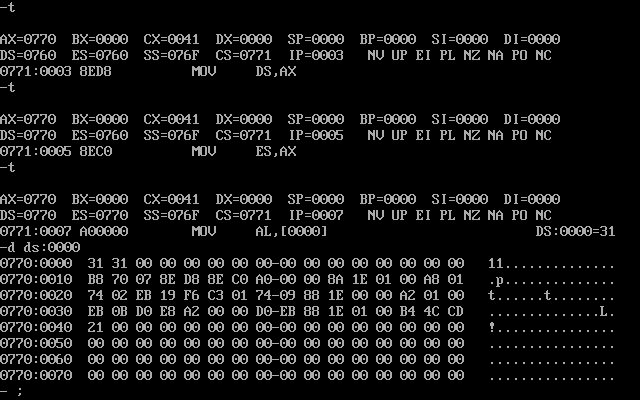 -t
AX=0770 BX=0000 CX=0041 DX=0000 SP=0000 BP=0000 SI=0000 DI=0000
DS=0760 ES=0760 SS=076F CS=0771 IP=0003 NV UP EI PL NZ NA PO NC
0771:0003 8ED8 MOV DS,AX
-t
AX=0770 BX=0000 CX=0041 DX=0000 SP=0000 BP=0000 SI=0000 DI=0000
DS=0770 ES=0760 SS=076F CS=0771 IP=0005 NV UP EI PL NZ NA PO NC
0771:0005 8EC0 MOV ES,AX
-t
AX=0770 BX=0000 CX=0041 DX=0000 SP=0000 BP=0000 SI=0000 DI=0000
DS=0770 ES=0770 SS=076F CS=0771 IP=0007 NV UP EI PL NZ NA PO NC
0771:0007 A00000 MOV AL,[0000] DS:0000=31
-d ds:0000
0770:0000 31 31 00 00 00 00 00 00-00 00 00 00 00 00 00 00 11..............
0770:0010 B8 70 07 8E D8 8E C0 A0-00 00 8A 1E 01 00 A8 01 .p..............
0770:0020 74 02 EB 19 F6 C3 01 74-09 88 1E 00 00 A2 01 00 t......t........
0770:0030 EB 0B D0 E8 A2 00 00 D0-EB 88 1E 01 00 B4 4C CD ..............L.
0770:0040 21 00 00 00 00 00 00 00-00 00 00 00 00 00 00 00 !...............
0770:0050 00 00 00 00 00 00 00 00-00 00 00 00 00 00 00 00 ................
0770:0060 00 00 00 00 00 00 00 00-00 00 00 00 00 00 00 00 ................
0770:0070 00 00 00 00 00 00 00 00-00 00 00 00 00 00 00 00 ................
- ;